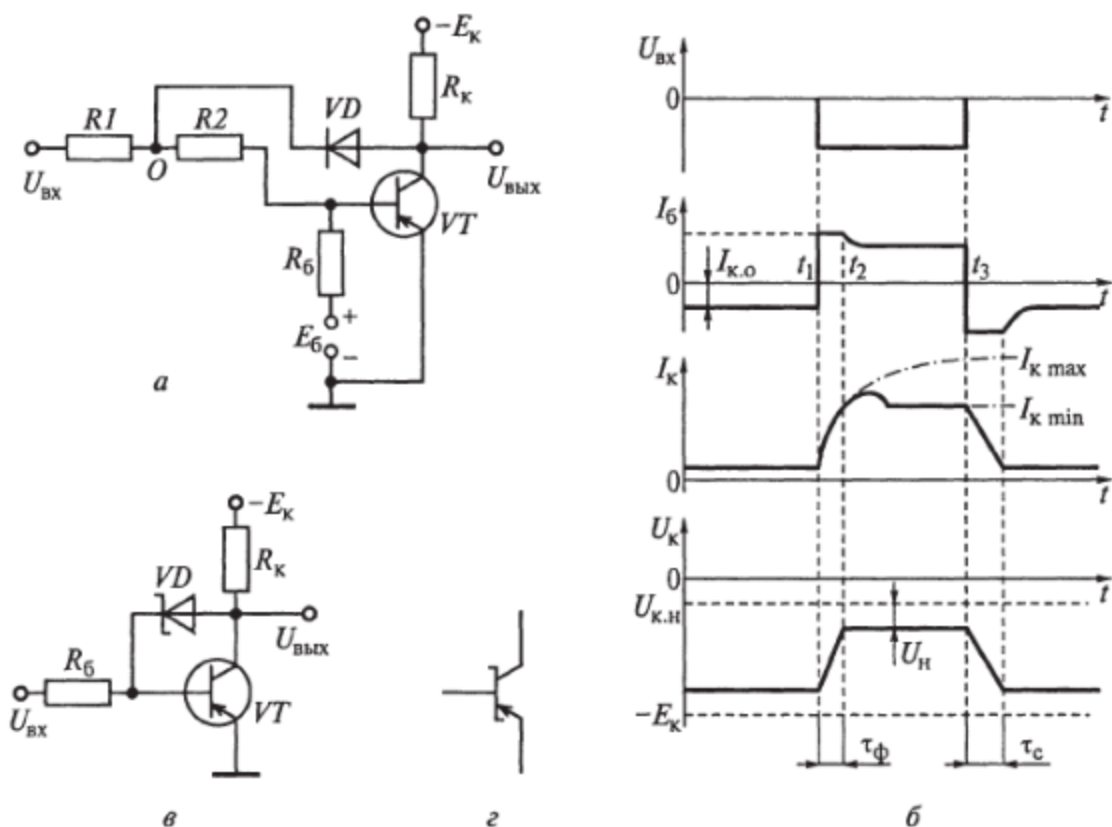 −Eк
Rк
R1
R2
VD
O
Uвх
Uвых
VT
Rб
+
Eб
−
а
Uвх
0
t
Iб
Iк.о
t1
t2
t3
0
t
Iк
Iк max
Iк min
0
t
Uк
0
t
Uк.н
Uн
−Eк
τф
τс
б
−Eк
VD
Rк
Uвых
Rб
Uвх
VT
в
г